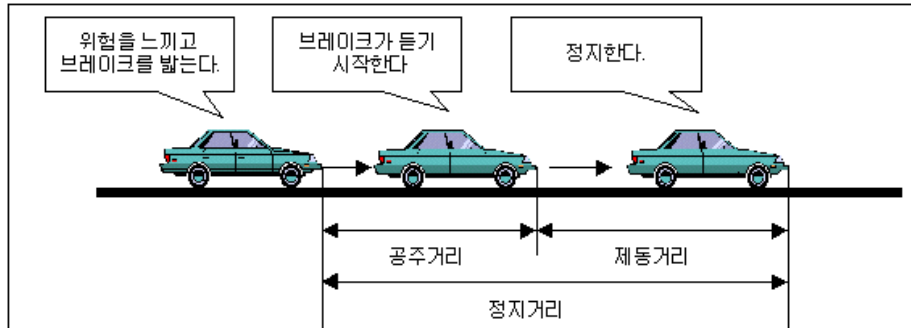 위험을 느끼고
브레이크를 밟는다.
브레이크가 듣기
시작한다
정지한다.
공주거리
제동거리
정지거리